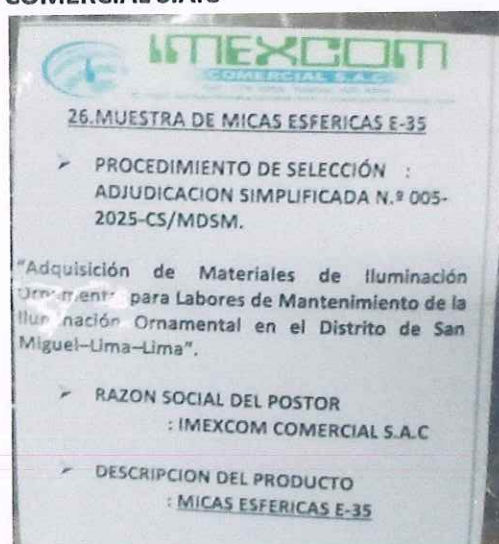 COMERCIAL S.A.C
IMEXCOM
COMERCIAL S.A.C
26.MUESTRA DE MICAS ESFERICAS E-35
➢ PROCEDIMIENTO DE SELECCIÓN :
ADJUDICACION SIMPLIFICADA N.º 005-
2025-CS/MDSM.
"Adquisición de Materiales de Iluminación
para Labores de Mantenimiento de la
Ornamental en el Distrito de San
Miguel–Lima–Lima".
➢ RAZON SOCIAL DEL POSTOR
: IMEXCOM COMERCIAL S.A.C
➢ DESCRIPCION DEL PRODUCTO
: MICAS ESFERICAS E-35